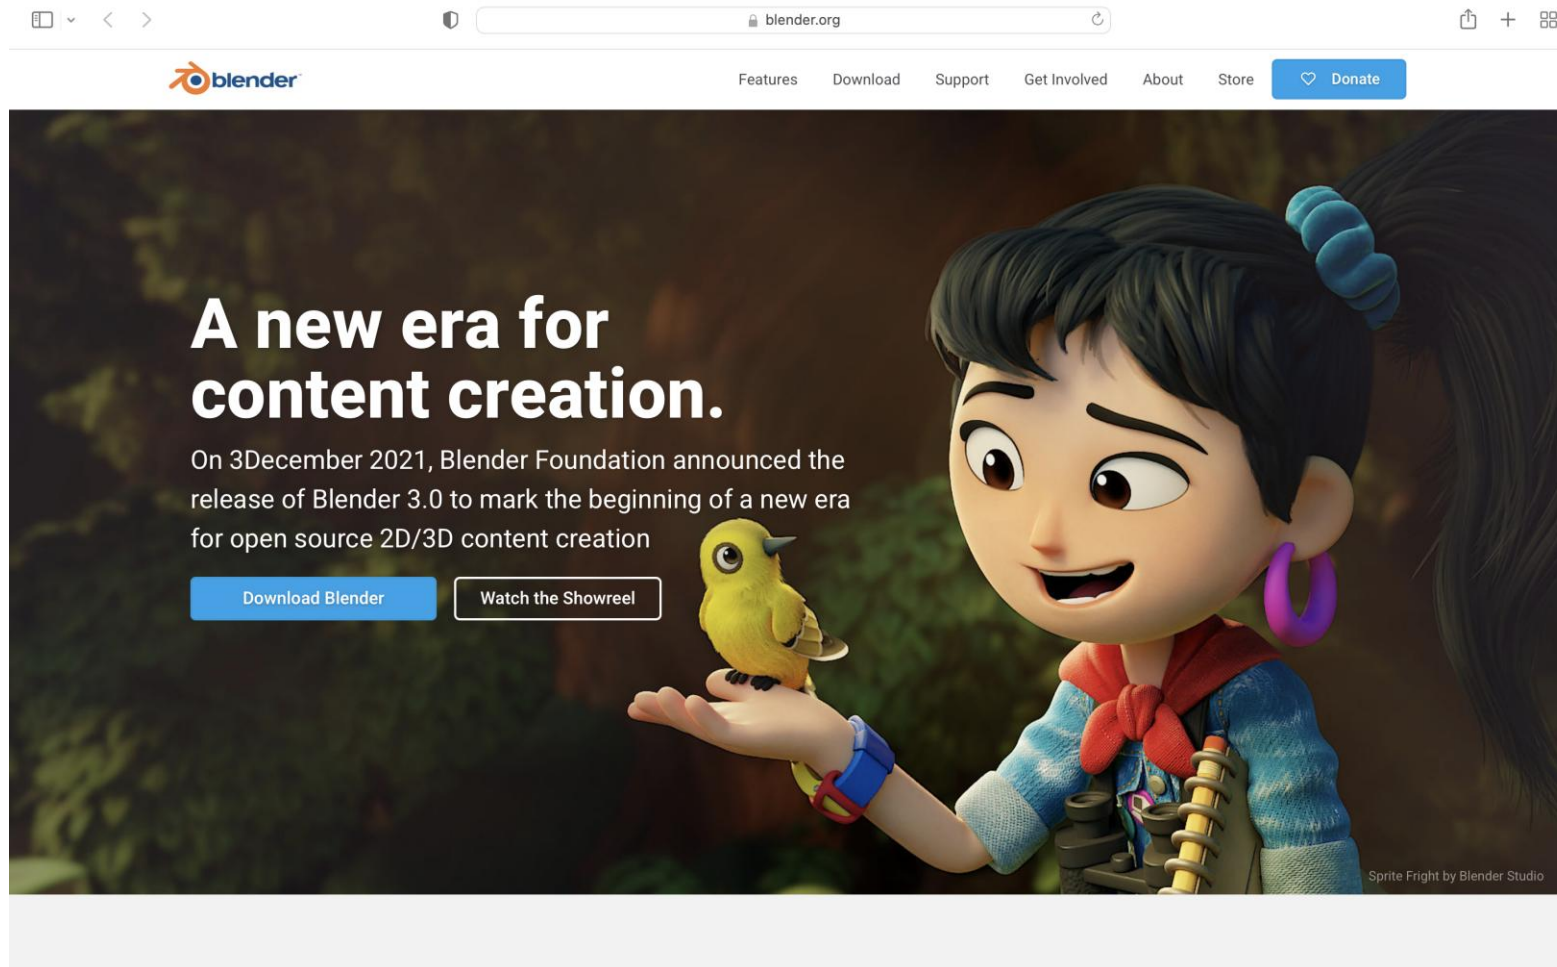 blender.org
blender
Features Download Support Get Involved About Store Donate
A new era for
content creation.
On 3December 2021, Blender Foundation announced the
release of Blender 3.0 to mark the beginning of a new era
for open source 2D/3D content creation
Download Blender Watch the Showreel
Sprite Fright by Blender Studio